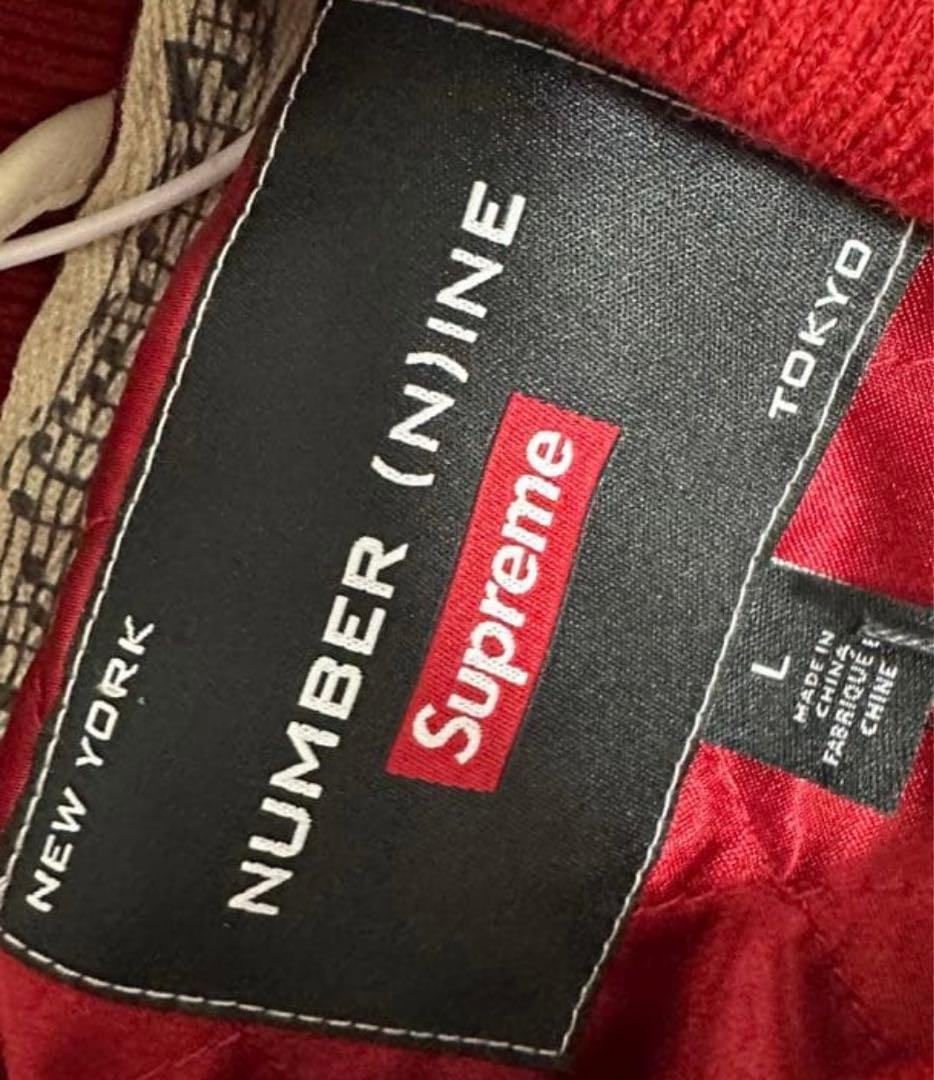 NUMBER (N)INE
Supreme
NEW YORK
TOKYO
L
MADE IN
CHINA
FABRIQUÉ
CHINE